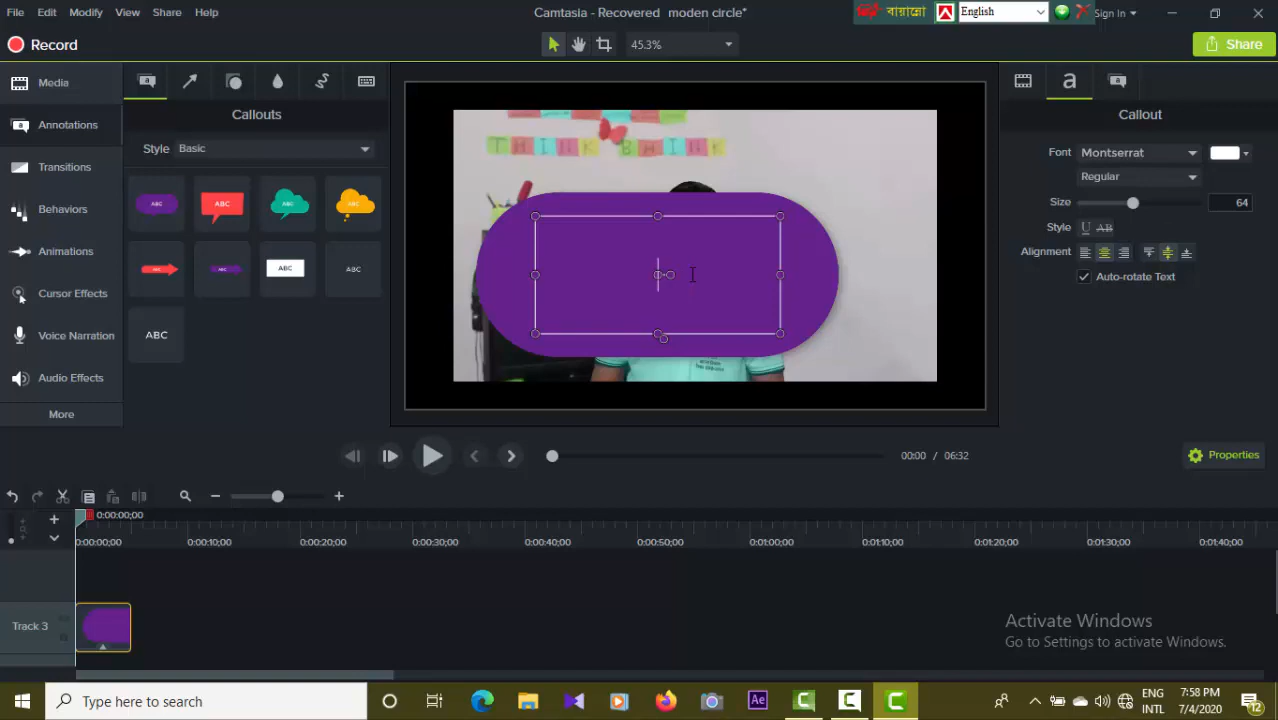 File Edit Modify View Share Help
Camtasia - Recovered moden circle*
বায়ান্নো
English
Sign In
Record
45.3%
Share
Media
Annotations
Transitions
Behaviors
Animations
Cursor Effects
Voice Narration
Audio Effects
More
Callouts
Style Basic
ABC ABC ABC ABC
ABC ABC
ABC
THINK
a
Callout
Font Montserrat
Regular
Size 64
Style U AB
Alignment
Auto-rotate Text
00:00 / 06:32
Properties
0:00:00;00
0:00:00;00 0:00:10;00 0:00:20;00 0:00:30;00 0:00:40;00 0:00:50;00 0:01:00;00 0:01:10;00 0:01:20;00 0:01:30;00 0:01:40;00
Track 3
Activate Windows
Go to Settings to activate Windows.
Type here to search
Ae
ENG
INTL
7:58 PM
7/4/2020
12